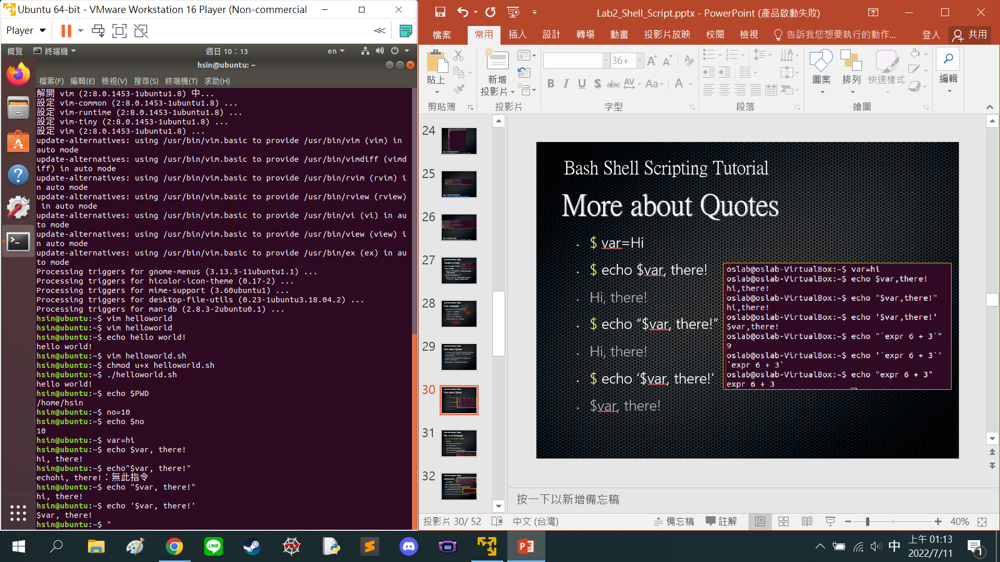 Ubuntu 64-bit - VMware Workstation 16 Player (Non-commercial
Player
概覽
終端機
週日 10：13
en
hsin@ubuntu: ~
檔案(F) 編輯(E) 檢視(V) 搜尋(S) 終端機(T) 求助(H)
解開 vim (2:8.0.1453-1ubuntu1.8) 中...
設定 vim-common (2:8.0.1453-1ubuntu1.8) ...
設定 vim-runtime (2:8.0.1453-1ubuntu1.8) ...
設定 vim-tiny (2:8.0.1453-1ubuntu1.8) ...
設定 vim (2:8.0.1453-1ubuntu1.8) ...
update-alternatives: using /usr/bin/vim.basic to provide /usr/bin/vim (vim) in
auto mode
update-alternatives: using /usr/bin/vim.basic to provide /usr/bin/vimdiff (vimd
iff) in auto mode
update-alternatives: using /usr/bin/vim.basic to provide /usr/bin/rvim (rvim) i
n auto mode
update-alternatives: using /usr/bin/vim.basic to provide /usr/bin/rview (rview)
 in auto mode
update-alternatives: using /usr/bin/vim.basic to provide /usr/bin/vi (vi) in au
to mode
update-alternatives: using /usr/bin/vim.basic to provide /usr/bin/view (view) i
n auto mode
update-alternatives: using /usr/bin/vim.basic to provide /usr/bin/ex (ex) in au
to mode
Processing triggers for gnome-menus (3.13.3-11ubuntu1.1) ...
Processing triggers for hicolor-icon-theme (0.17-2) ...
Processing triggers for mime-support (3.60ubuntu1) ...
Processing triggers for desktop-file-utils (0.23-1ubuntu3.18.04.2) ...
Processing triggers for man-db (2.8.3-2ubuntu0.1) ...
hsin@ubuntu:~$ vim helloworld
hsin@ubuntu:~$ vim helloworld
hsin@ubuntu:~$ echo hello world!
hello world!
hsin@ubuntu:~$ vim helloworld.sh
hsin@ubuntu:~$ chmod u+x helloworld.sh
hsin@ubuntu:~$ ./helloworld.sh
hello world!
hsin@ubuntu:~$ echo $PWD
/home/hsin
hsin@ubuntu:~$ no=10
hsin@ubuntu:~$ echo $no
10
hsin@ubuntu:~$ var=hi
hsin@ubuntu:~$ echo $var, there!
hi, there!
hsin@ubuntu:~$ echo"$var, there!"
echohi, there!：無此指令
hsin@ubuntu:~$ echo "$var, there!"
hi, there!
hsin@ubuntu:~$ echo '$var, there!'
$var, there!
hsin@ubuntu:~$ "
Lab2_Shell_Script.pptx - PowerPoint (產品啟動失敗)
檔案 常用 插入 設計 轉場 動畫 投影片放映 校閱 檢視 告訴我您想要執行的動作... 登入 共用
貼上
剪貼簿
新增
投影片
投影片
36+
B I U S abc AV Aa A
字型
段落
圖案
排列
快速樣式
繪圖
編輯
24
25
26
27
28
29
30
31
32
Bash Shell Scripting Tutorial
More about Quotes
$ var=Hi
$ echo $var, there!
Hi, there!
$ echo “$var, there!”
Hi, there!
$ echo ‘$var, there!’
$var, there!
oslab@oslab-VirtualBox:~$ var=hi
oslab@oslab-VirtualBox:~$ echo $var,there!
hi,there!
oslab@oslab-VirtualBox:~$ echo "$var,there!"
hi,there!
oslab@oslab-VirtualBox:~$ echo '$var,there!'
$var,there!
oslab@oslab-VirtualBox:~$ echo "`expr 6 + 3`"
9
oslab@oslab-VirtualBox:~$ echo '`expr 6 + 3`'
`expr 6 + 3`
oslab@oslab-VirtualBox:~$ echo "expr 6 + 3"
expr 6 + 3
按一下以新增備忘稿
投影片 30/ 52
中文 (台灣)
備忘稿
註解
40%
LINE
中
上午 01:13
2022/7/11
1